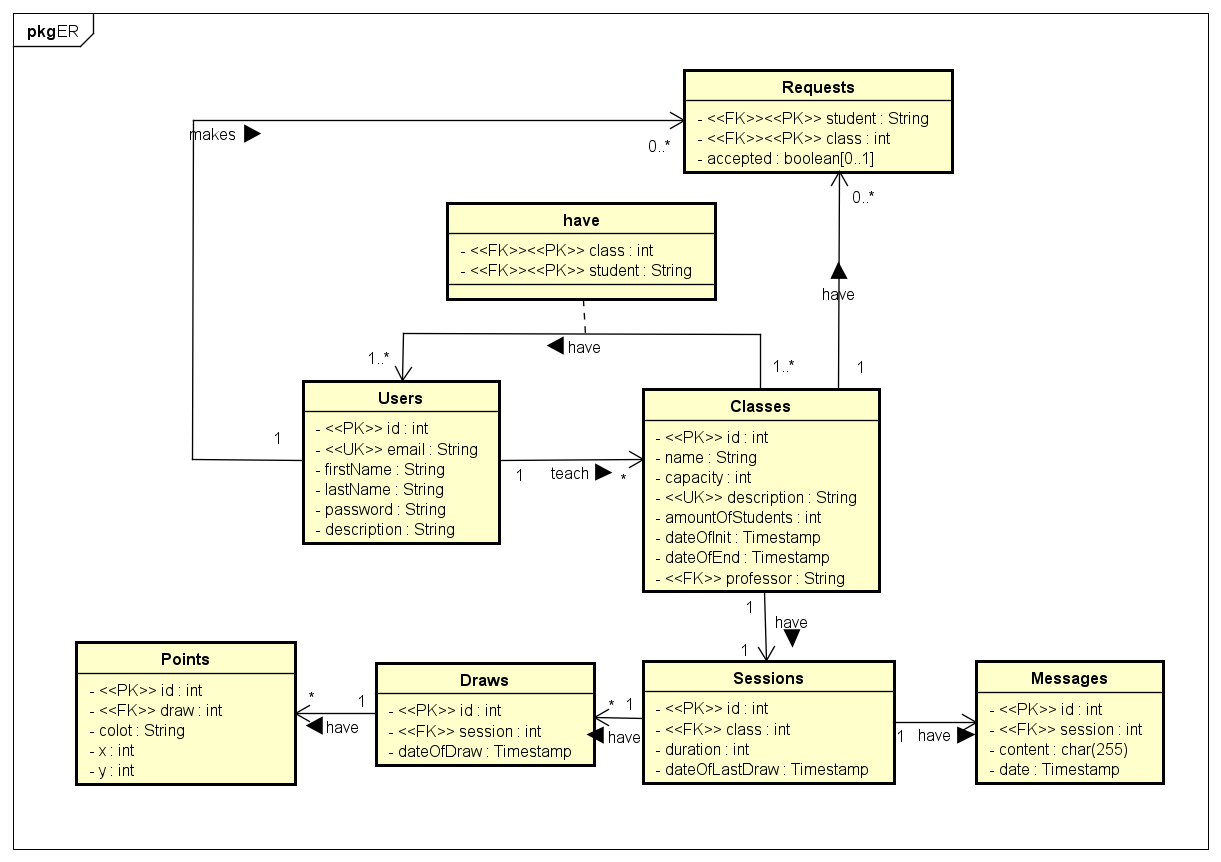 pkgER
Requests
- <<FK>><<PK>> student : String
- <<FK>><<PK>> class : int
- accepted : boolean[0..1]
makes
0..*
0..*
have
have
- <<FK>><<PK>> class : int
- <<FK>><<PK>> student : String
have
1..*
1..*
1
Users
- <<PK>> id : int
- <<UK>> email : String
- firstName : String
- lastName : String
- password : String
- description : String
1
1
teach
*
Classes
- <<PK>> id : int
- name : String
- capacity : int
- <<UK>> description : String
- amountOfStudents : int
- dateOfInit : Timestamp
- dateOfEnd : Timestamp
- <<FK>> professor : String
1
have
1
Points
- <<PK>> id : int
- <<FK>> draw : int
- colot : String
- x : int
- y : int
*
1
have
Draws
- <<PK>> id : int
- <<FK>> session : int
- dateOfDraw : Timestamp
*
1
have
Sessions
- <<PK>> id : int
- <<FK>> class : int
- duration : int
- dateOfLastDraw : Timestamp
1
have
Messages
- <<PK>> id : int
- <<FK>> session : int
- content : char(255)
- date : Timestamp